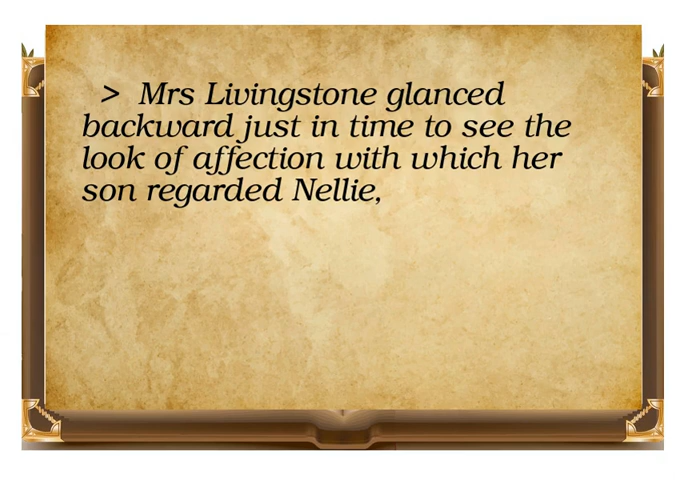 > Mrs Livingstone glanced
backward just in time to see the
look of affection with which her
son regarded Nellie,